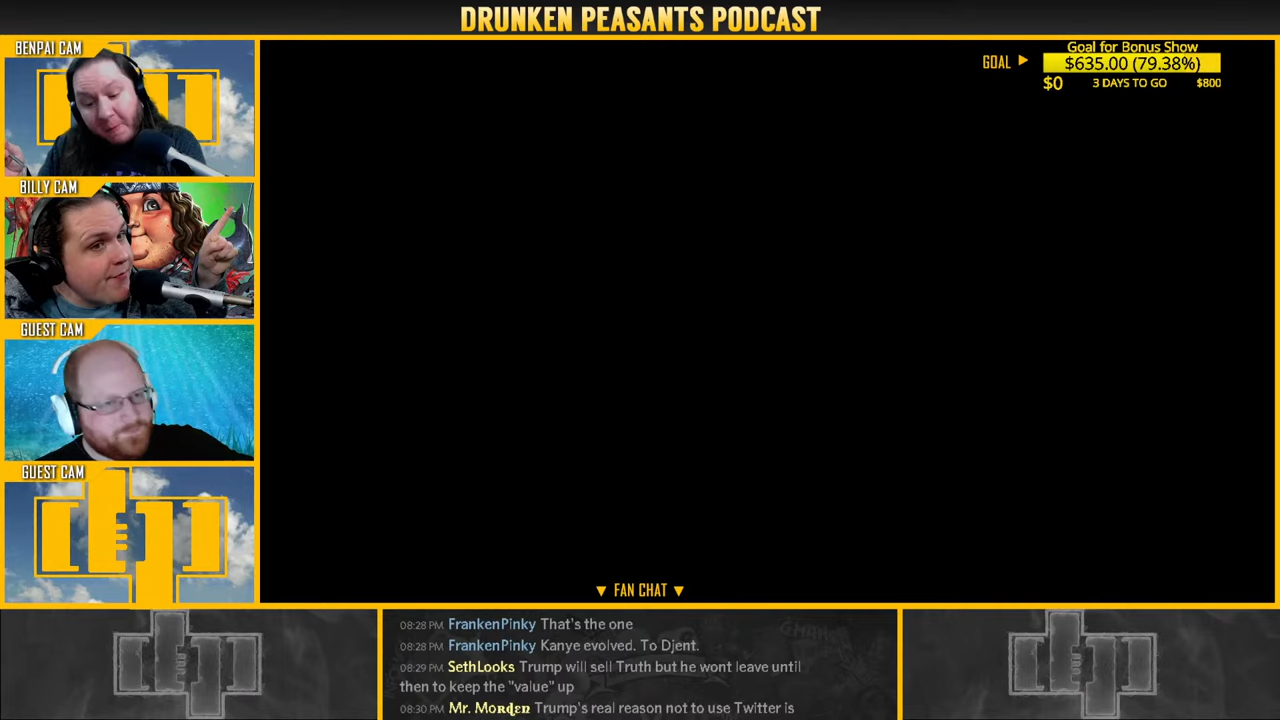 DRUNKEN PEASANTS PODCAST
BENPAI CAM
Goal for Bonus Show
GOAL ▶
$635.00 (79.38%)
$0
3 DAYS TO GO
$800
BILLY CAM
GUEST CAM
GUEST CAM
▼ FAN CHAT ▼
08:28 PM FrankenPinky That's the one
08:28 PM FrankenPinky Kanye evolved. To Djent.
08:29 PM SethLooks Trump will sell Truth but he wont leave until
then to keep the "value" up
08:30 PM Mr. Morden Trump's real reason not to use Twitter is